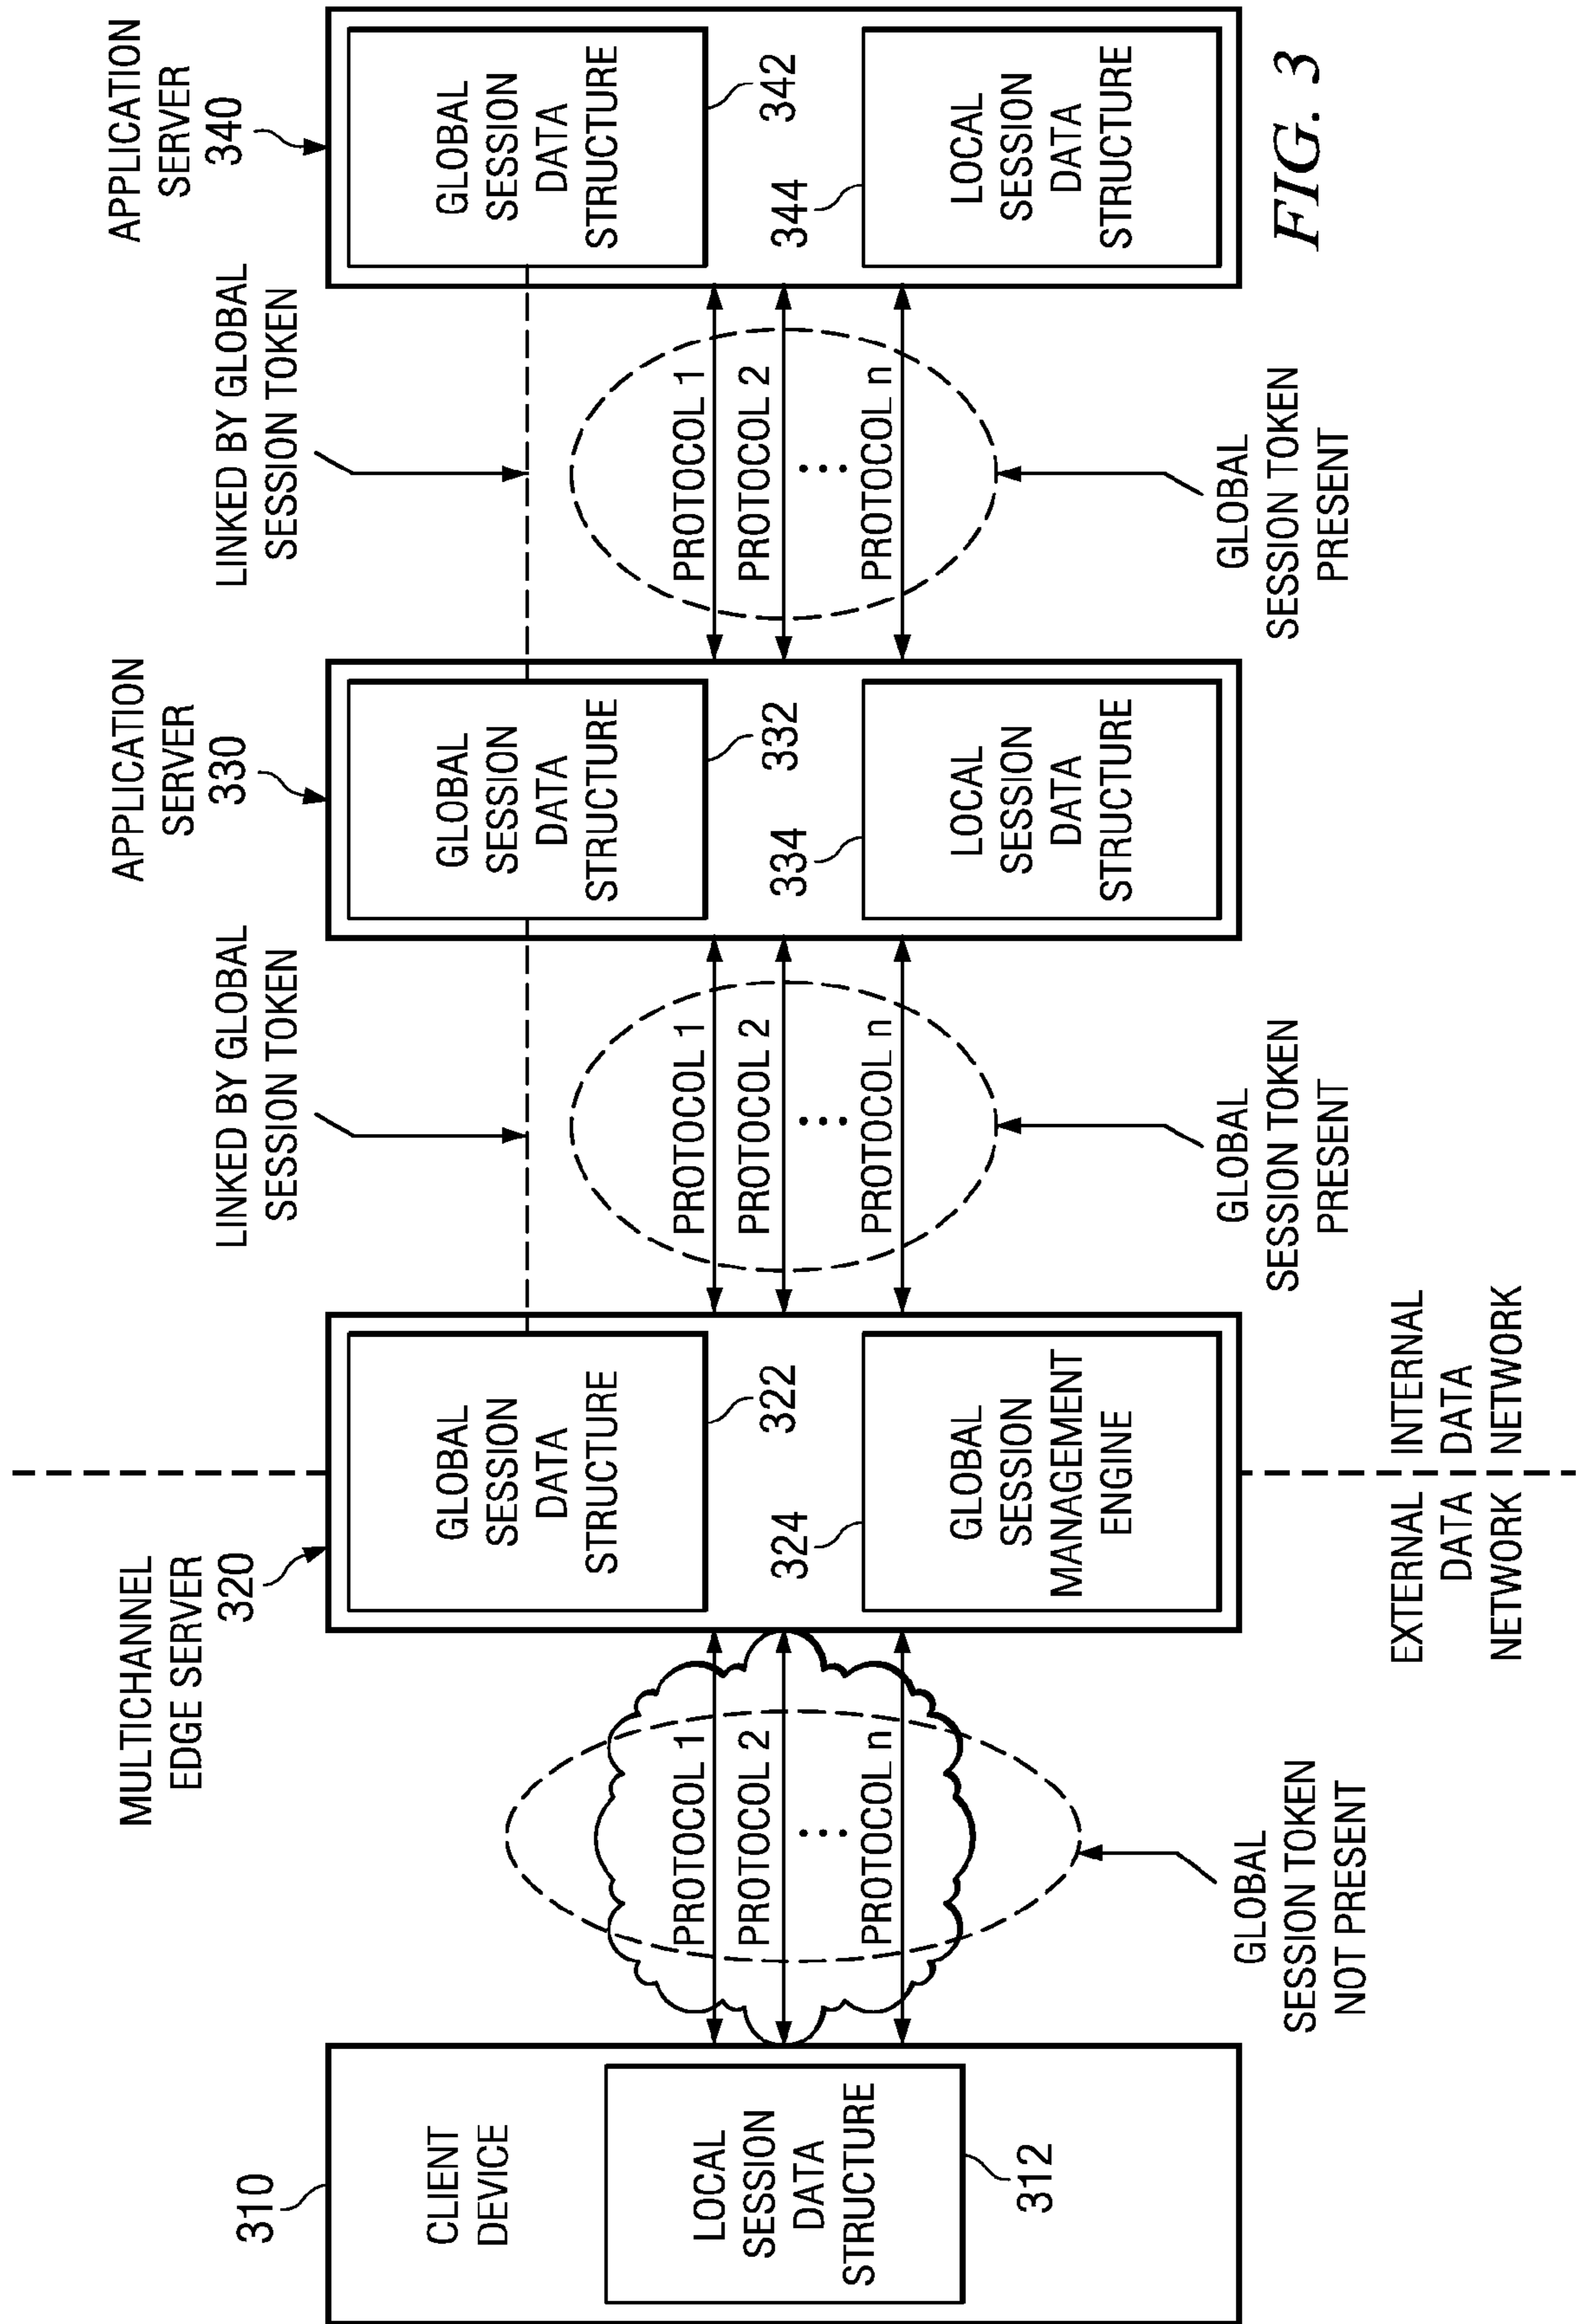 310
CLIENT
DEVICE
LOCAL
SESSION
DATA
STRUCTURE
312
PROTOCOL 1
PROTOCOL 2
...
PROTOCOL n
GLOBAL
SESSION TOKEN
NOT PRESENT
MULTICHANNEL
EDGE SERVER
320
GLOBAL
SESSION
DATA
STRUCTURE
322
324
GLOBAL
SESSION
MANAGEMENT
ENGINE
EXTERNAL
DATA
NETWORK
INTERNAL
DATA
NETWORK
LINKED BY GLOBAL
SESSION TOKEN
PROTOCOL 1
PROTOCOL 2
...
PROTOCOL n
GLOBAL
SESSION TOKEN
PRESENT
APPLICATION
SERVER
330
GLOBAL
SESSION
DATA
STRUCTURE
332
334
LOCAL
SESSION
DATA
STRUCTURE
LINKED BY GLOBAL
SESSION TOKEN
PROTOCOL 1
PROTOCOL 2
...
PROTOCOL n
GLOBAL
SESSION TOKEN
PRESENT
APPLICATION
SERVER
340
GLOBAL
SESSION
DATA
STRUCTURE
342
344
LOCAL
SESSION
DATA
STRUCTURE
FIG. 3